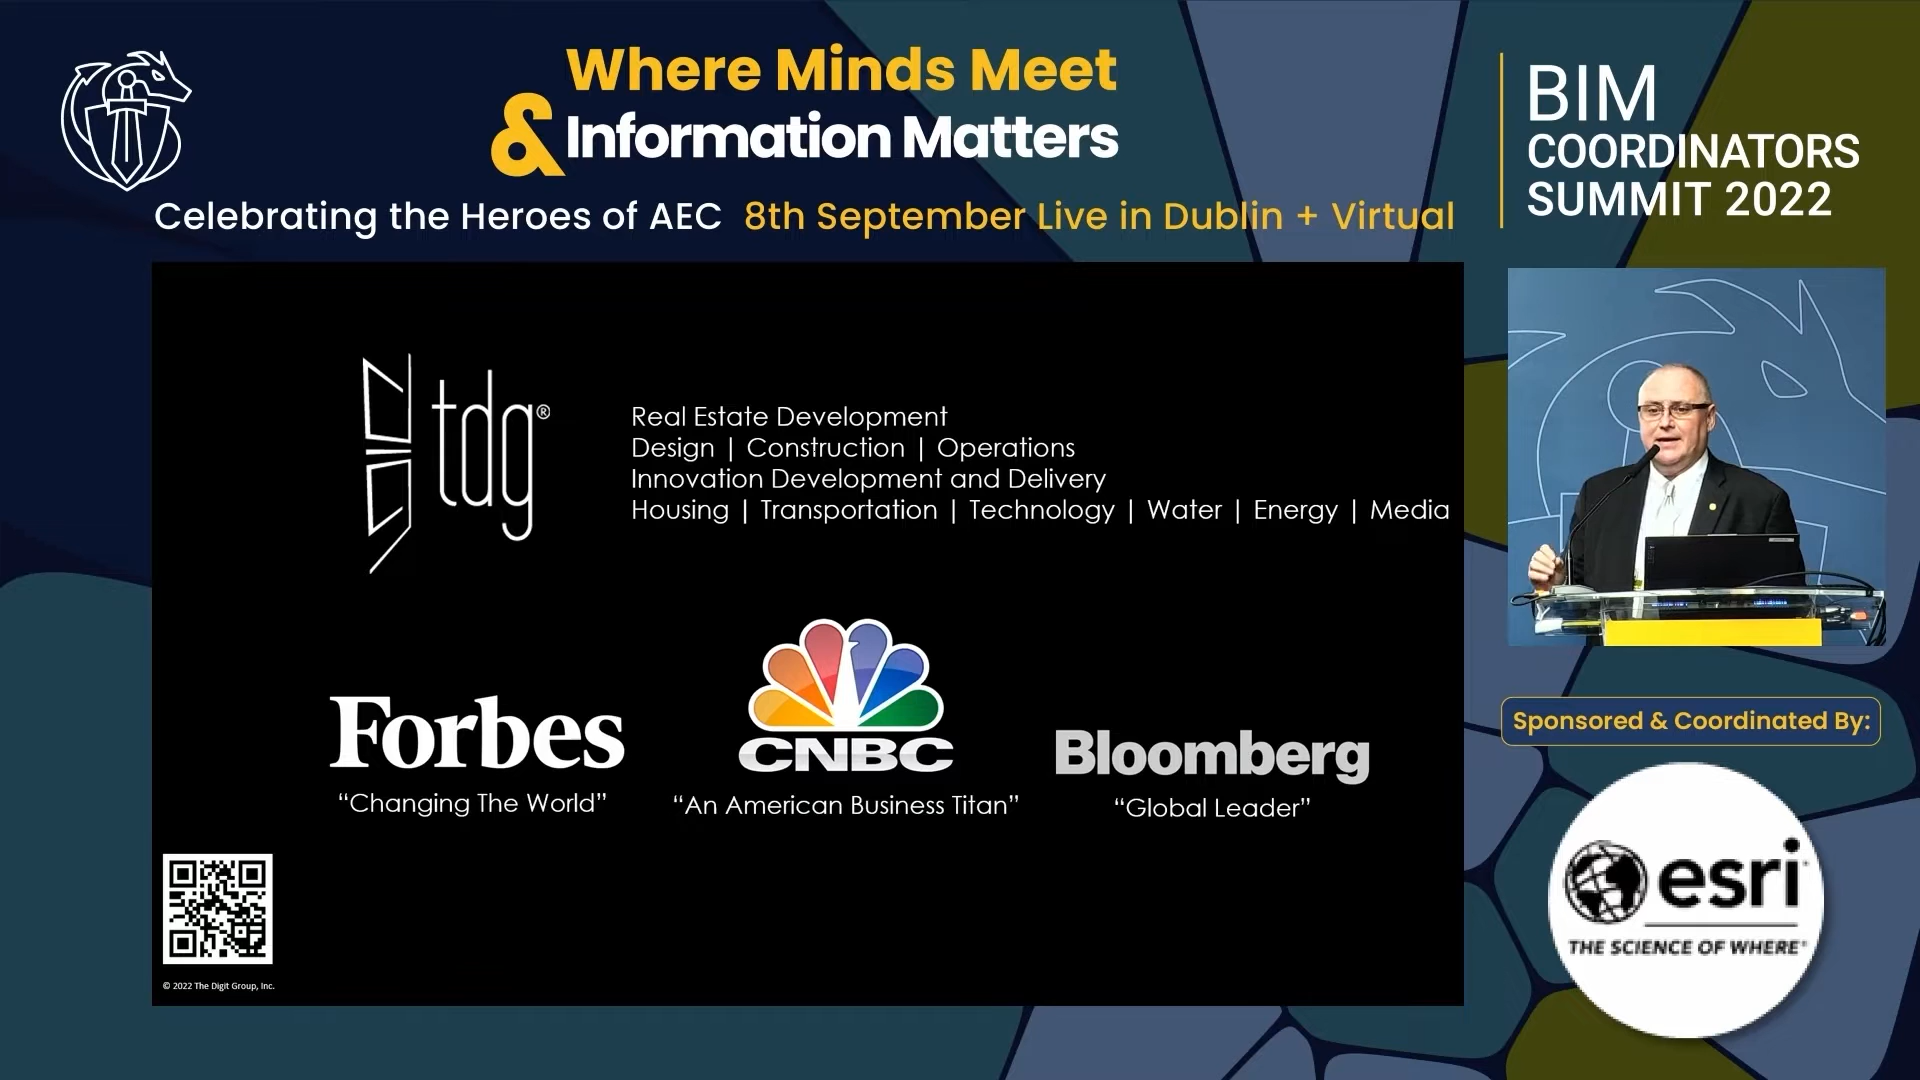 Where Minds Meet
& Information Matters
Celebrating the Heroes of AEC 8th September Live in Dublin + Virtual
BIM
COORDINATORS
SUMMIT 2022
tdg®
Real Estate Development
Design | Construction | Operations
Innovation Development and Delivery
Housing | Transportation | Technology | Water | Energy | Media
Forbes
“Changing The World”
CNBC
“An American Business Titan”
Bloomberg
“Global Leader”
© 2022 The Digit Group, Inc.
Sponsored & Coordinated By:
esri
THE SCIENCE OF WHERE®